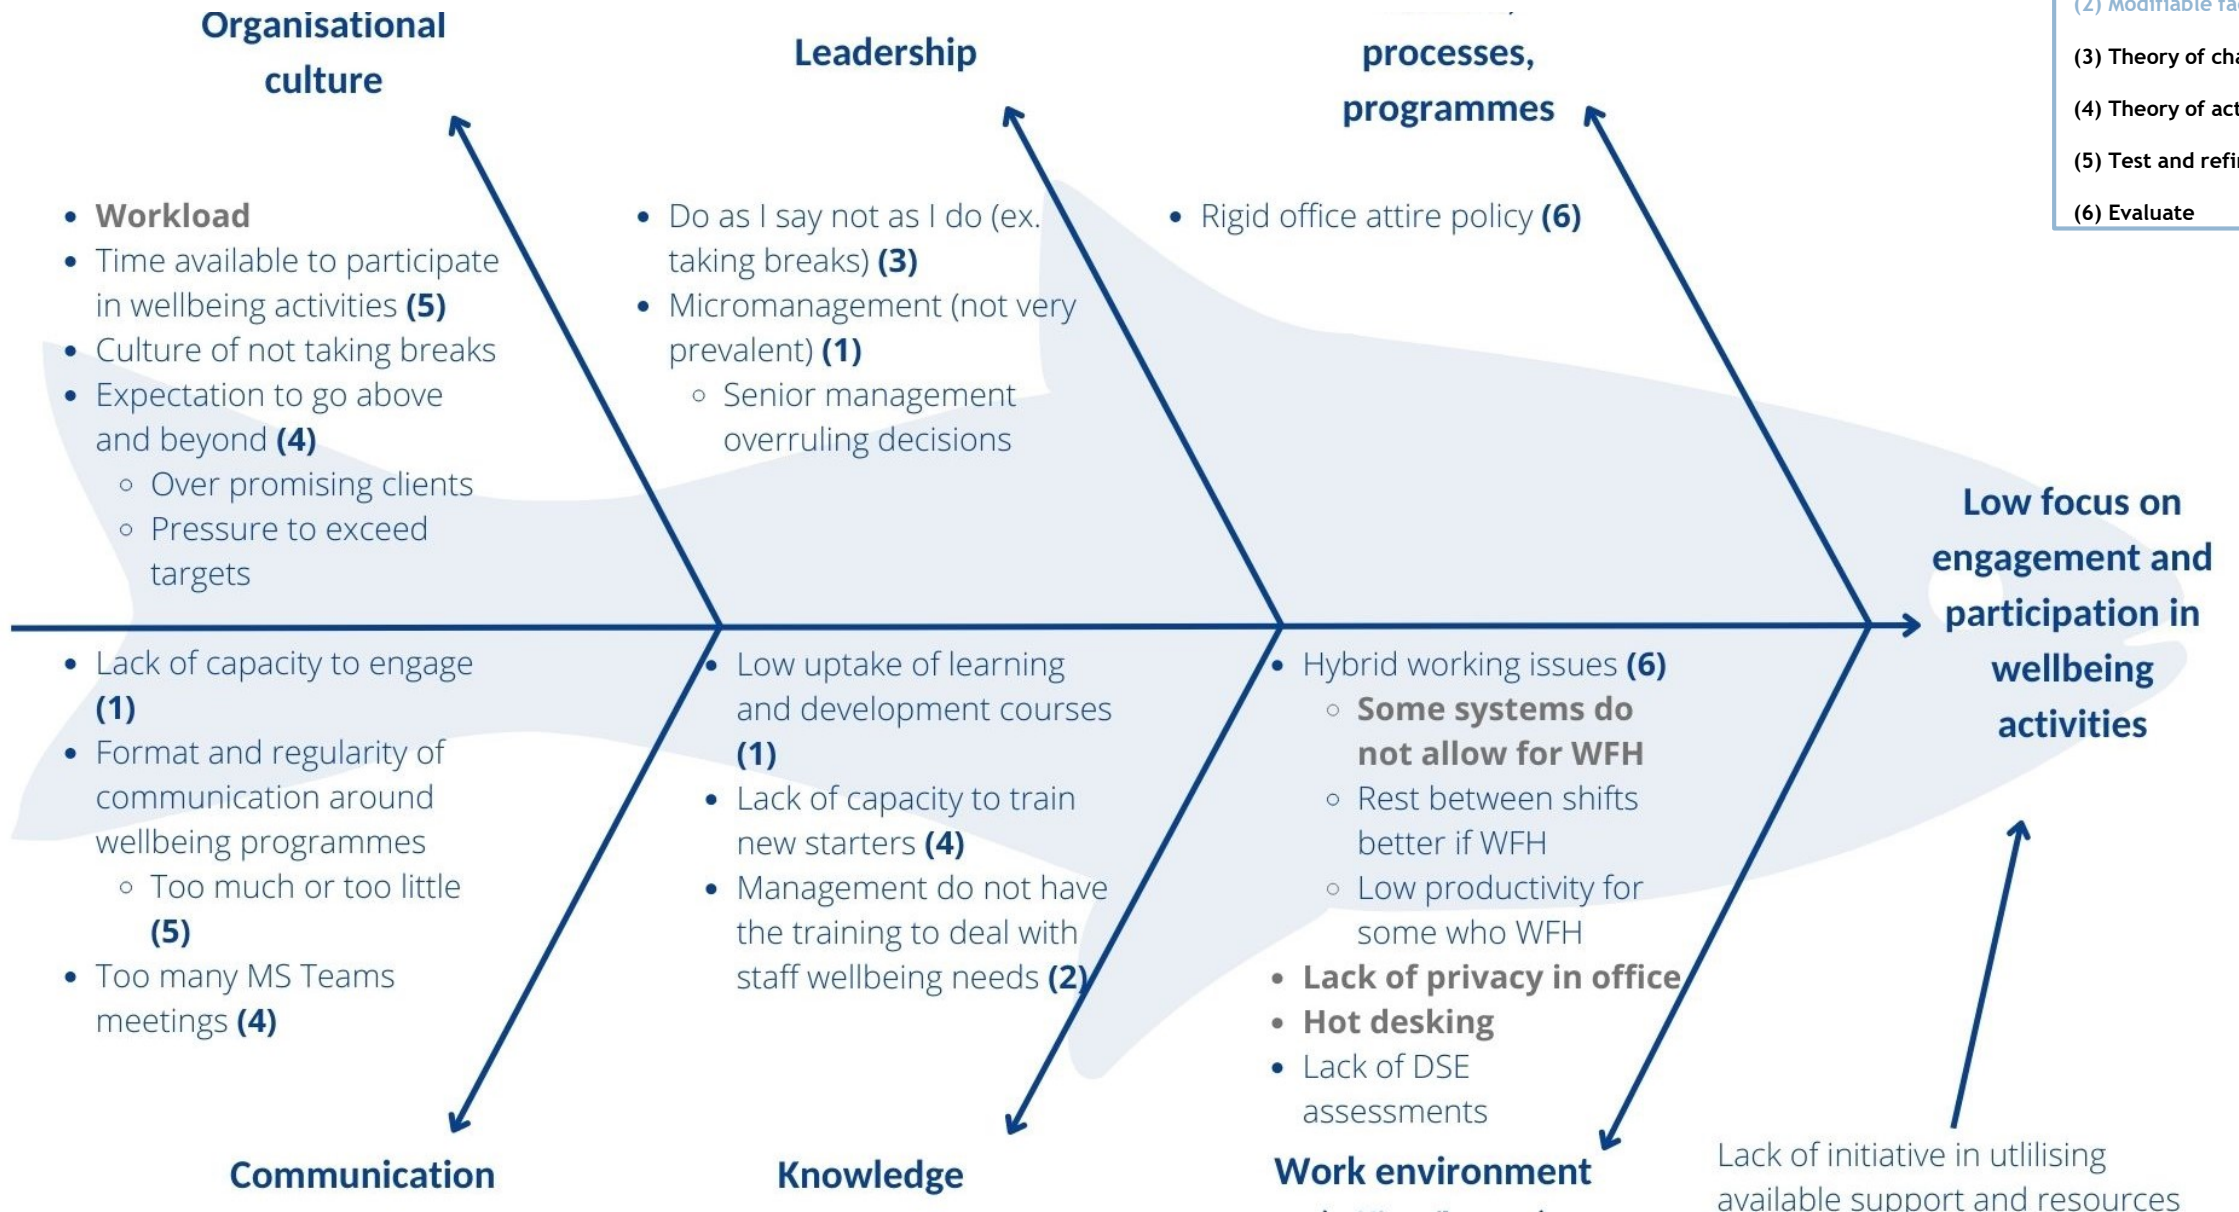 Organisational
culture
Leadership
processes,
programmes
(2) Modifiable
(3) Theory of
(4) Theory of
(5) Test and
(6) Evaluate
• Workload
• Time available to participate
in wellbeing activities (5)
• Culture of not taking breaks
• Expectation to go above
and beyond (4)
◦ Over promising clients
◦ Pressure to exceed
targets
• Do as I say not as I do (ex.
taking breaks) (3)
• Micromanagement (not very
prevalent) (1)
◦ Senior management
overruling decisions
• Rigid office attire policy (6)
Low focus on
engagement and
participation in
wellbeing
activities
• Lack of capacity to engage
(1)
• Format and regularity of
communication around
wellbeing programmes
◦ Too much or too little
(5)
• Too many MS Teams
meetings (4)
• Low uptake of learning
and development courses
(1)
• Lack of capacity to train
new starters (4)
• Management do not have
the training to deal with
staff wellbeing needs (2)
• Hybrid working issues (6)
◦ Some systems do
not allow for WFH
◦ Rest between shifts
better if WFH
◦ Low productivity for
some who WFH
• Lack of privacy in office
• Hot desking
• Lack of DSE
assessments
Communication
Knowledge
Work environment
Lack of initiative in utlilising
available support and resources